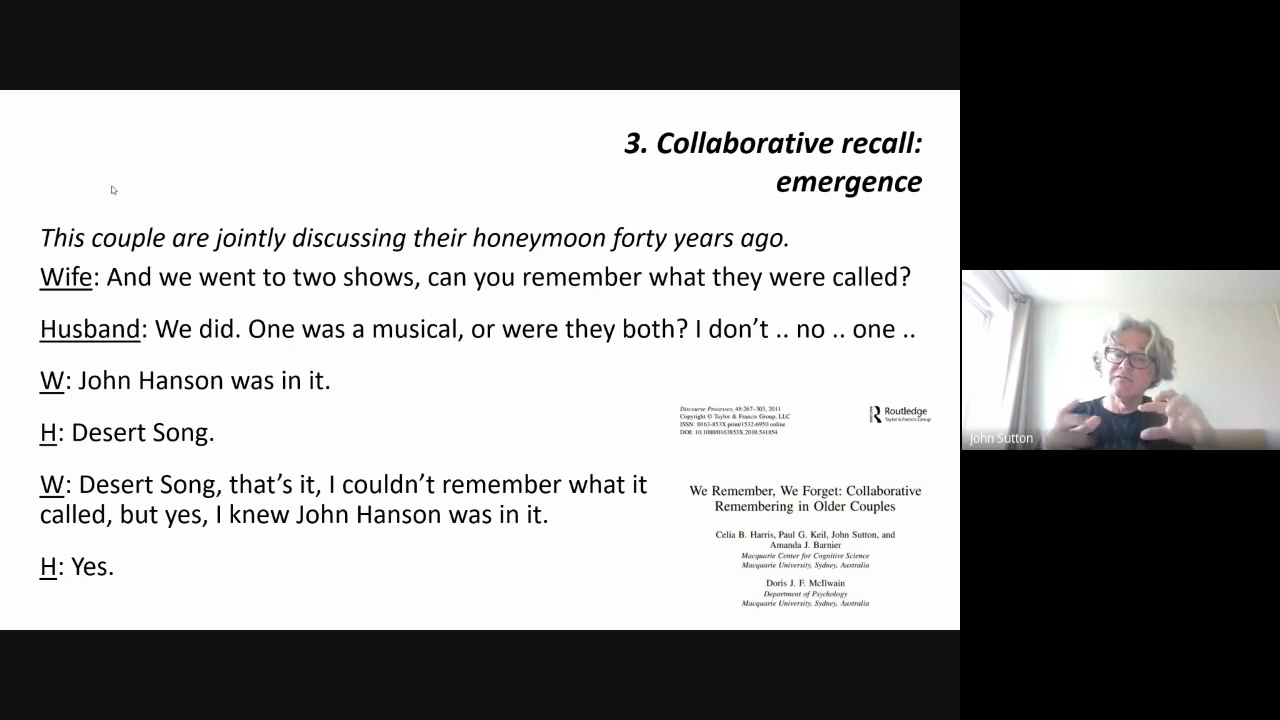 3. Collaborative recall:
emergence
This couple are jointly discussing their honeymoon forty years ago.
Wife: And we went to two shows, can you remember what they were called?
Husband: We did. One was a musical, or were they both? I don’t .. no .. one ..
W: John Hanson was in it.
H: Desert Song.
W: Desert Song, that’s it, I couldn’t remember what it
called, but yes, I knew John Hanson was in it.
H: Yes.
Discourse Processes, 48:267–303, 2011
Copyright © Taylor & Francis Group, LLC
ISSN: 0163-853X print/1532-6950 online
DOI: 10.1080/0163853X.2010.541854
Routledge
Taylor & Francis Group
We Remember, We Forget: Collaborative
Remembering in Older Couples
Celia B. Harris, Paul G. Keil, John Sutton, and
Amanda J. Barnier
Macquarie Center for Cognitive Science
Macquarie University, Sydney, Australia
Doris J. F. McIlwain
Department of Psychology
Macquarie University, Sydney, Australia
John Sutton